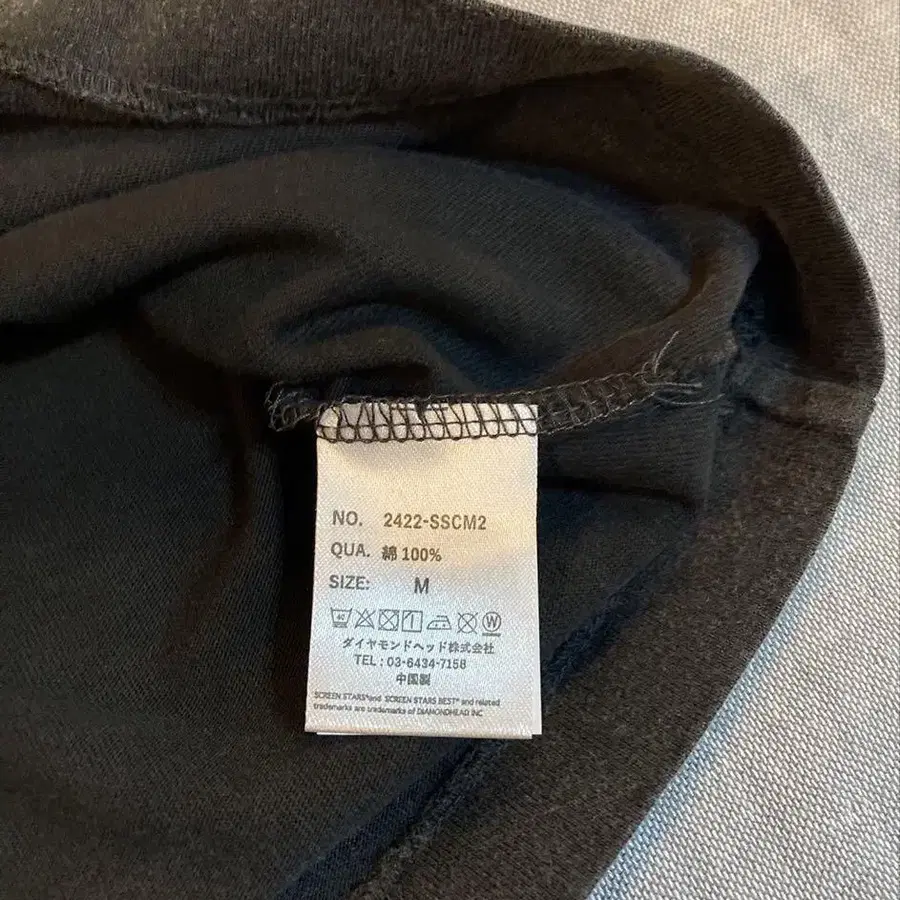 NO. 2422-SSCM2
QUA. 綿 100%
SIZE: M
40 W
ダイヤモンドヘッド株式会社
TEL : 03-6434-7158
中国製
SCREEN STARS® and SCREEN STARS BEST® and related
trademarks are trademarks of DIAMONDHEAD INC